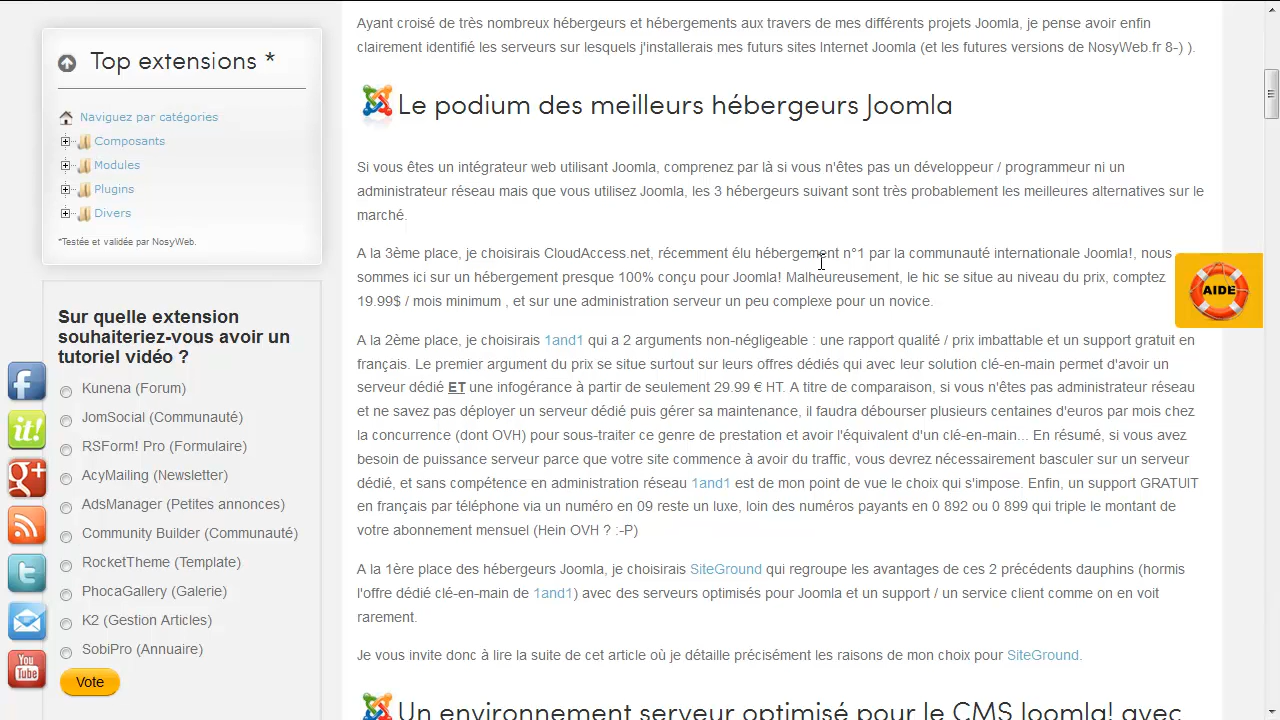 Top extensions *
Naviguez par catégories
Composants
Modules
Plugins
Divers
*Testée et validée par NosyWeb.
Sur quelle extension
souhaiteriez-vous avoir un
tutoriel vidéo ?
Kunena (Forum)
JomSocial (Communauté)
RSForm! Pro (Formulaire)
AcyMailing (Newsletter)
AdsManager (Petites annonces)
Community Builder (Communauté)
RocketTheme (Template)
PhocaGallery (Galerie)
K2 (Gestion Articles)
SobiPro (Annuaire)
Vote
f
it!
g+
t
You
Tube
Ayant croisé de très nombreux hébergeurs et hébergements aux travers de mes différents projets Joomla, je pense avoir enfin
clairement identifié les serveurs sur lesquels j'installerais mes futurs sites Internet Joomla (et les futures versions de NosyWeb.fr 8-) ).
Le podium des meilleurs hébergeurs Joomla
Si vous êtes un intégrateur web utilisant Joomla, comprenez par là si vous n'êtes pas un développeur / programmeur ni un
administrateur réseau mais que vous utilisez Joomla, les 3 hébergeurs suivant sont très probablement les meilleures alternatives sur le
marché.
A la 3ème place, je choisirais CloudAccess.net, récemment élu hébergement n°1 par la communauté internationale Joomla!, nous
sommes ici sur un hébergement presque 100% conçu pour Joomla! Malheureusement, le hic se situe au niveau du prix, comptez
19.99$ / mois minimum , et sur une administration serveur un peu complexe pour un novice.
A la 2ème place, je choisirais 1and1 qui a 2 arguments non-négligeable : une rapport qualité / prix imbattable et un support gratuit en
français. Le premier argument du prix se situe surtout sur leurs offres dédiés qui avec leur solution clé-en-main permet d'avoir un
serveur dédié ET une infogérance à partir de seulement 29.99 € HT. A titre de comparaison, si vous n'êtes pas administrateur réseau
et ne savez pas déployer un serveur dédié puis gérer sa maintenance, il faudra débourser plusieurs centaines d'euros par mois chez
la concurrence (dont OVH) pour sous-traiter ce genre de prestation et avoir l'équivalent d'un clé-en-main... En résumé, si vous avez
besoin de puissance serveur parce que votre site commence à avoir du traffic, vous devrez nécessairement basculer sur un serveur
dédié, et sans compétence en administration réseau 1and1 est de mon point de vue le choix qui s'impose. Enfin, un support GRATUIT
en français par téléphone via un numéro en 09 reste un luxe, loin des numéros payants en 0 892 ou 0 899 qui triple le montant de
votre abonnement mensuel (Hein OVH ? :-P)
A la 1ère place des hébergeurs Joomla, je choisirais SiteGround qui regroupe les avantages de ces 2 précédents dauphins (hormis
l'offre dédié clé-en-main de 1and1) avec des serveurs optimisés pour Joomla et un support / un service client comme on en voit
rarement.
Je vous invite donc à lire la suite de cet article où je détaille précisément les raisons de mon choix pour SiteGround.
Un environnement serveur optimisé pour le CMS Joomla! avec
AIDE